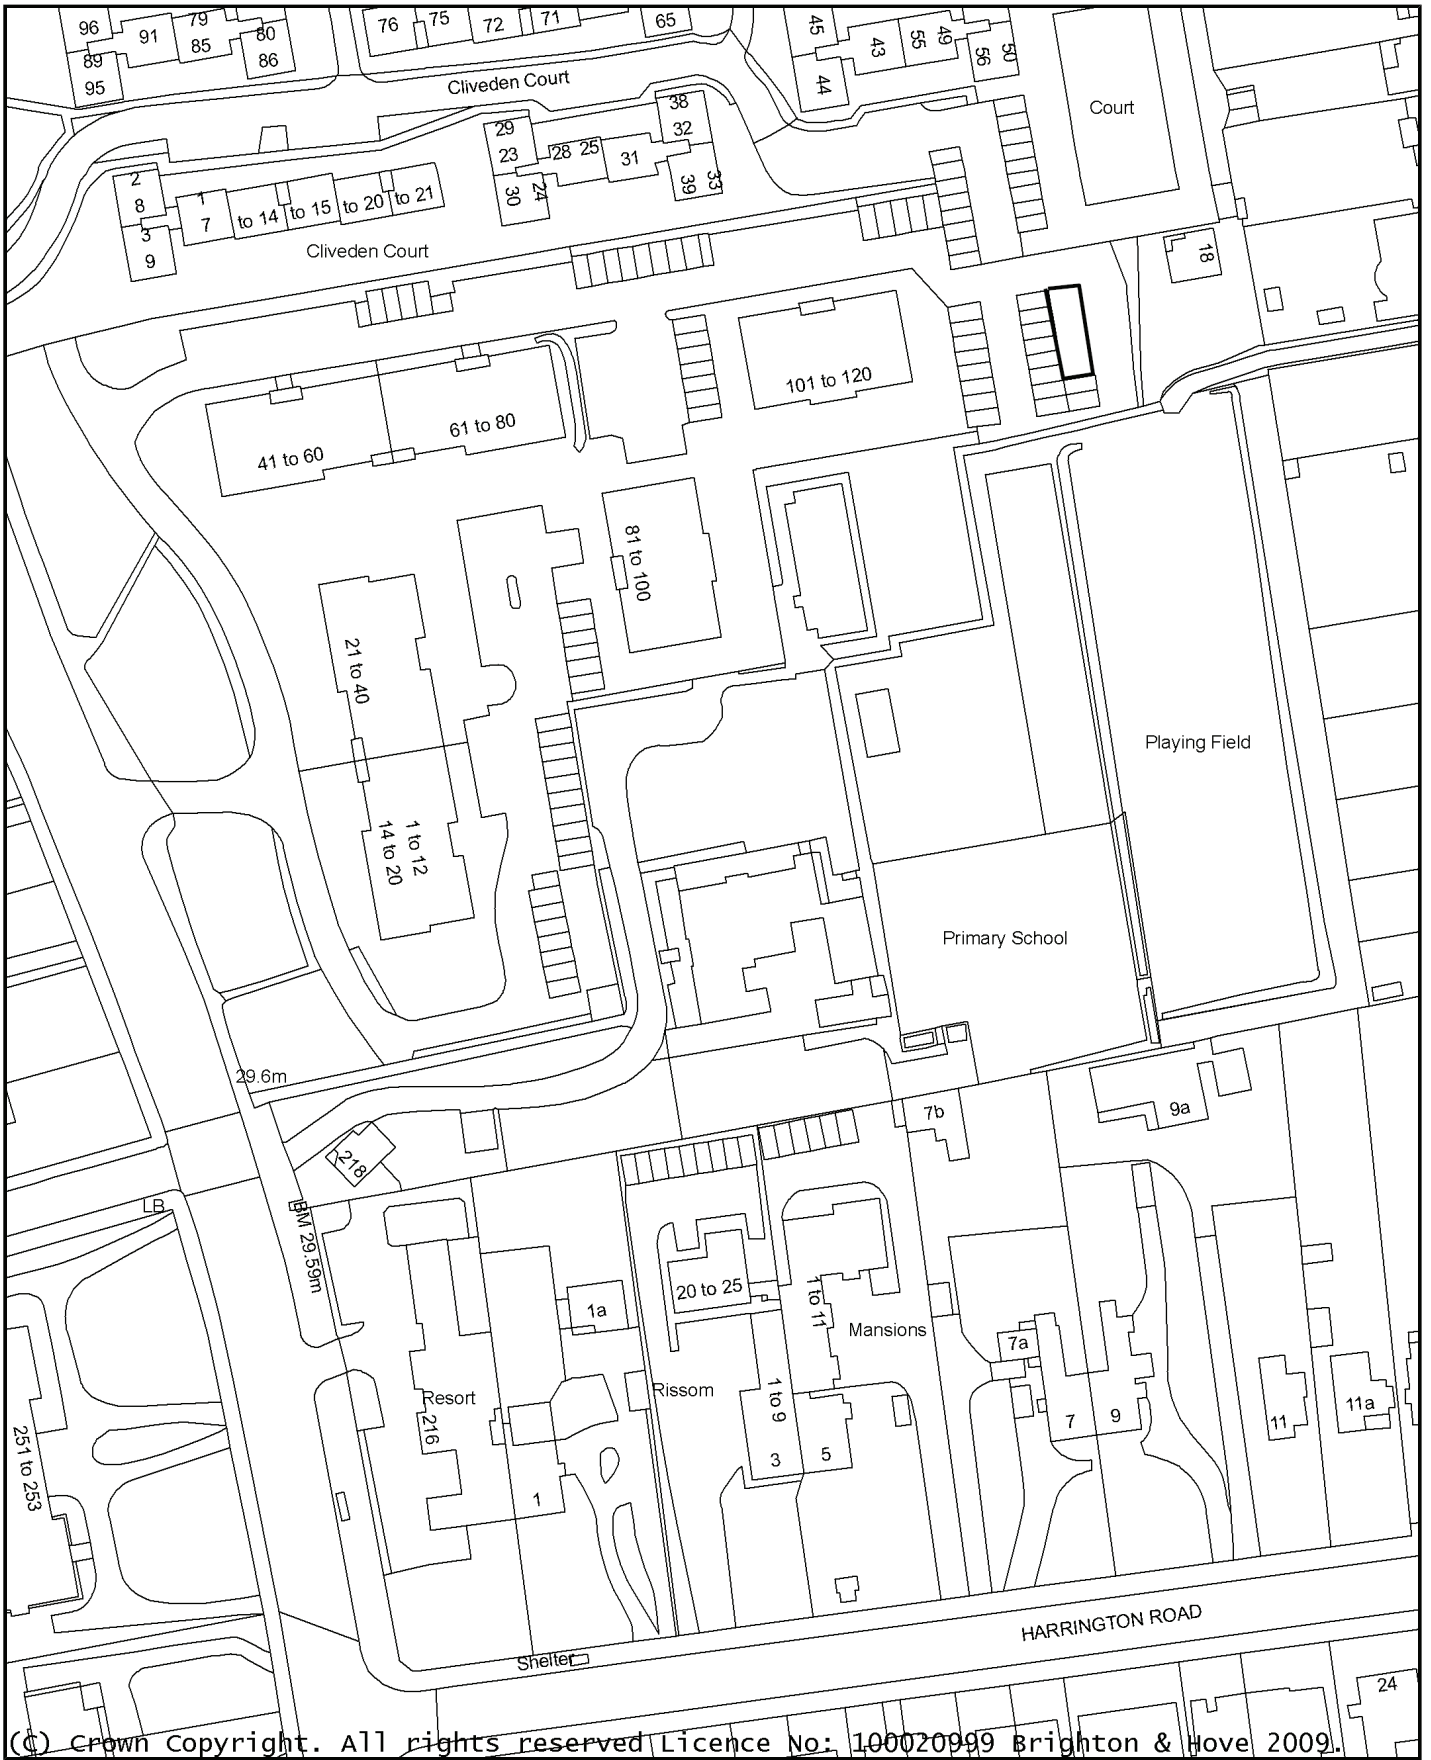 96
91
79
85
80
86
89
95
76
75
72
71
65
45
44
43
55
49
56
50
Court
Cliveden Court
38
32
29
23
28 25
31
30
24
39
33
2
8
1
7
to 14
to 15
to 20
to 21
3
9
Cliveden Court
18
101 to 120
61 to 80
41 to 60
81 to 100
21 to 40
Playing Field
1 to 12
14 to 20
Primary School
29.6m
7b
9a
218
LB
BM 29.59m
20 to 25
1a
1 to 11
Mansions
7a
Resort
216
Rissom
1 to 9
3
5
7
9
11
11a
251 to 253
1
HARRINGTON ROAD
Shelter
24
(C) Crown Copyright. All rights reserved Licence No: 100020999 Brighton & Hove 2009.